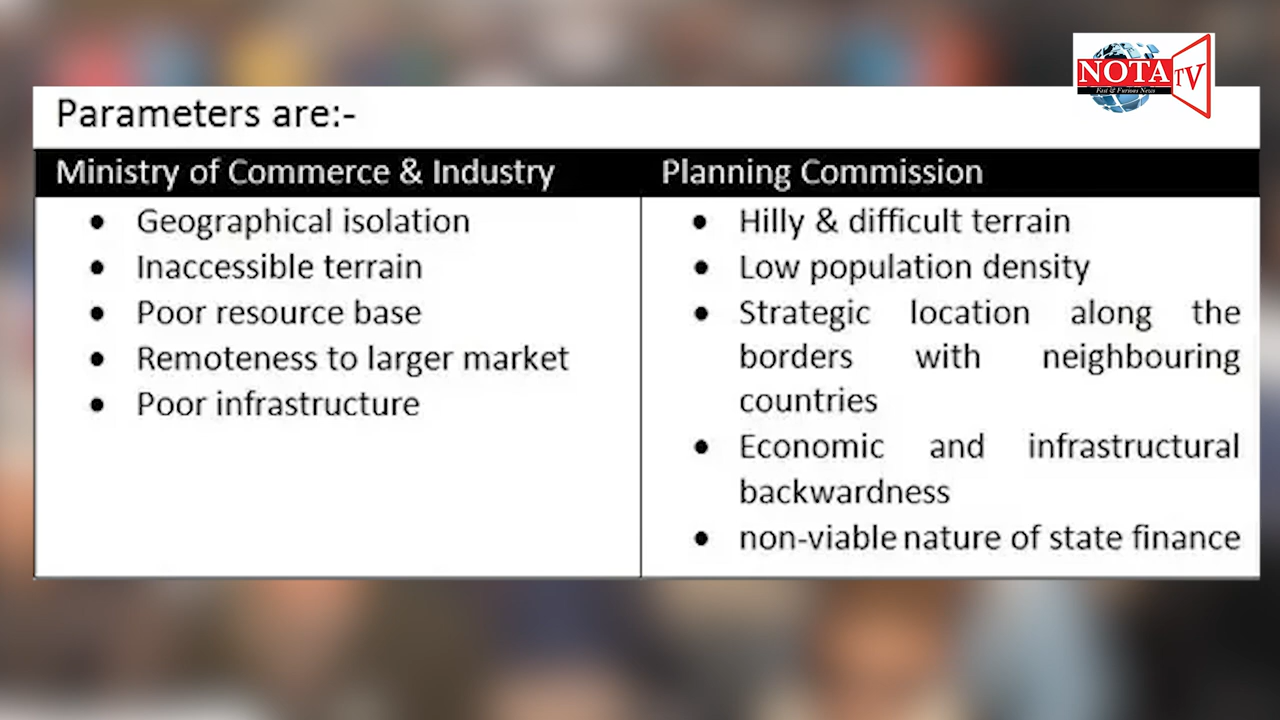 NOTA TV
Fast & Furious News
Parameters are:-
Ministry of Commerce & Industry
• Geographical isolation
• Inaccessible terrain
• Poor resource base
• Remoteness to larger market
• Poor infrastructure
Planning Commission
• Hilly & difficult terrain
• Low population density
• Strategic location along the
borders with neighbouring
countries
• Economic and infrastructural
backwardness
• non-viable nature of state finance